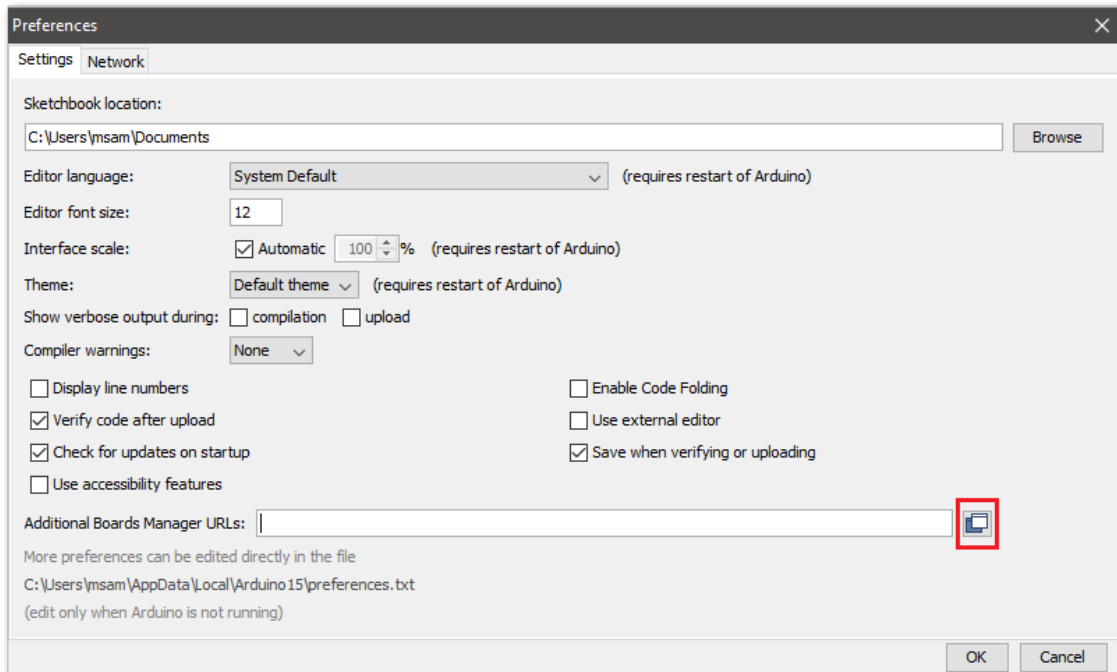 Preferences
Settings Network
Sketchbook location:
C:\Users\msam\Documents Browse
Editor language: System Default (requires restart of Arduino)
Editor font size: 12
Interface scale: Automatic 100 % (requires restart of Arduino)
Theme: Default theme (requires restart of Arduino)
Show verbose output during: compilation upload
Compiler warnings: None
Display line numbers Enable Code Folding
Verify code after upload Use external editor
Check for updates on startup Save when verifying or uploading
Use accessibility features
Additional Boards Manager URLs:
More preferences can be edited directly in the file
C:\Users\msam\AppData\Local\Arduino15\preferences.txt
(edit only when Arduino is not running)
OK Cancel